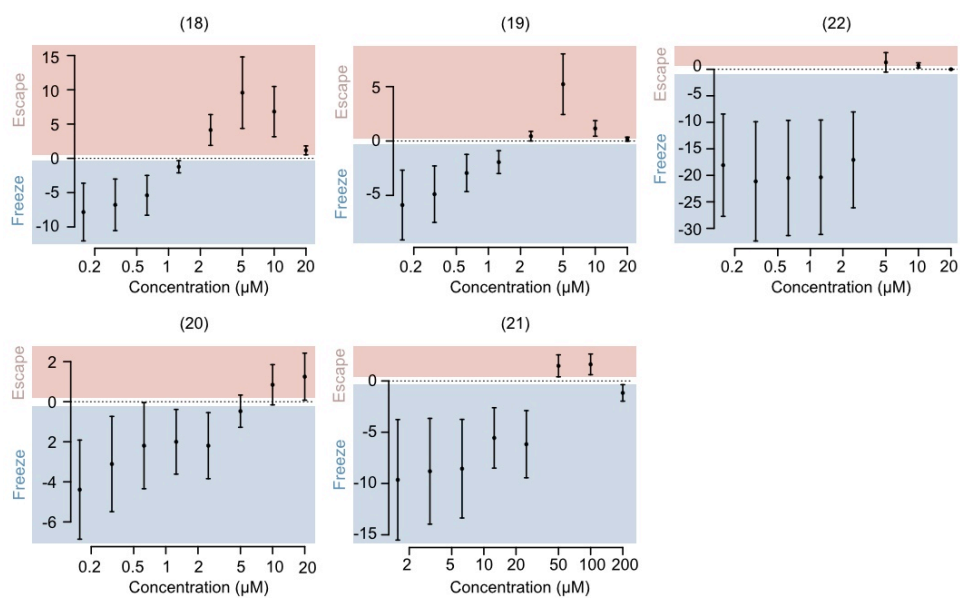 (18)
15
10
5
0
-5
-10
Escape
Freeze
0.2 0.5 1 2 5 10 20
Concentration (µM)
(19)
5
0
-5
Escape
Freeze
0.2 0.5 1 2 5 10 20
Concentration (µM)
(22)
0
-5
-10
-15
-20
-25
-30
Escape
Freeze
0.2 0.5 1 2 5 10 20
Concentration (µM)
(20)
2
0
2
-4
-6
Escape
Freeze
0.2 0.5 1 2 5 10 20
Concentration (µM)
(21)
0
-5
-10
-15
Escape
Freeze
2 5 10 20 50 100 200
Concentration (µM)